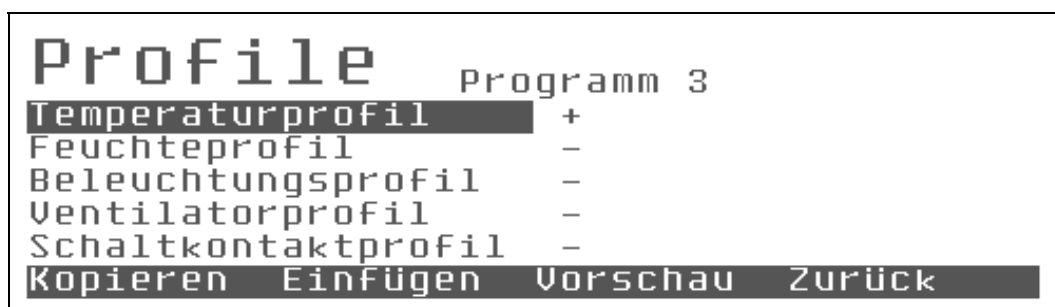 Profile Programm 3
Temperaturprofil +
Feuchteprofil –
Beleuchtungsprofil –
Ventilatorprofil –
Schaltkontaktprofil –
Kopieren Einfügen Vorschau Zurück